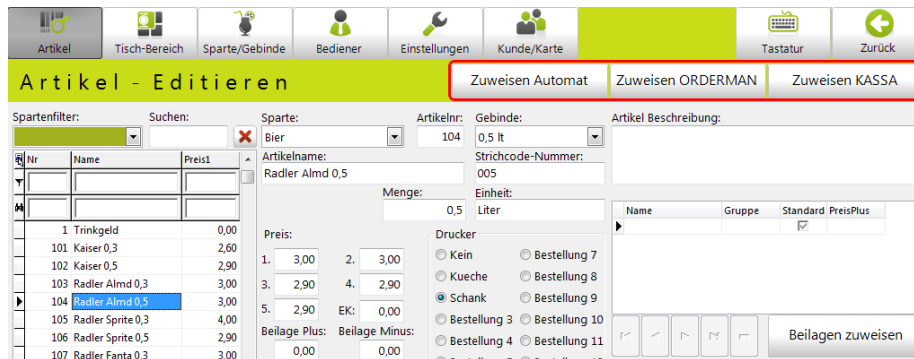 Artikel Tisch-Bereich Sparte/Gebinde Bediener Einstellungen Kunde/Karte Tastatur Zurück
Artikel - Editieren Zuweisen Automat Zuweisen ORDERMAN Zuweisen KASSA
Spartenfilter: Suchen: Sparte: Artikelnr: Gebinde: Artikel Beschreibung:
Bier 104 0,5 lt
Nr Name Preis1 Artikelname: Strichcode-Nummer:
Radler Almd 0,5 005
Menge: Einheit:
0,5 Liter Name Gruppe Standard PreisPlus
1 Trinkgeld 0,00 Preis: Drucker
101 Kaiser 0,3 2,60 1. 3,00 2. 3,00 Kein Bestellung 7
102 Kaiser 0,5 2,90 Kueche Bestellung 8
103 Radler Almd 0,3 3,00 3. 2,90 4. 2,90 Schank Bestellung 9
104 Radler Almd 0,5 3,00 5. 2,90 EK: 0,00
105 Radler Sprite 0,3 4,00 Bestellung 3 Bestellung 10
106 Radler Sprite 0,5 2,90 Beilage Plus: Beilage Minus: Bestellung 4 Bestellung 11 Beilagen zuweisen
107 Radler Fanta 0,3 3,00 0,00 0,00